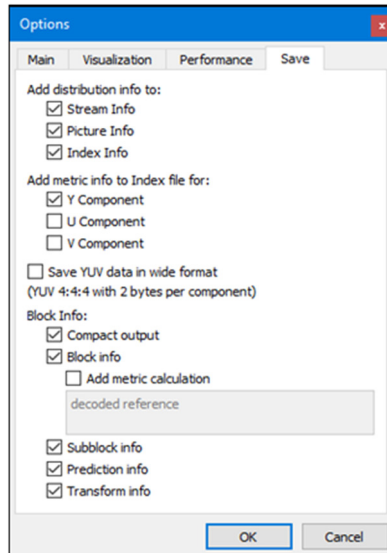 Options
x
Main Visualization Performance Save
Add distribution info to:
Stream Info
Picture Info
Index Info
Add metric info to Index file for:
Y Component
U Component
V Component
Save YUV data in wide format
(YUV 4:4:4 with 2 bytes per component)
Block Info:
Compact output
Block info
Add metric calculation
decoded reference
Subblock info
Prediction info
Transform info
OK Cancel